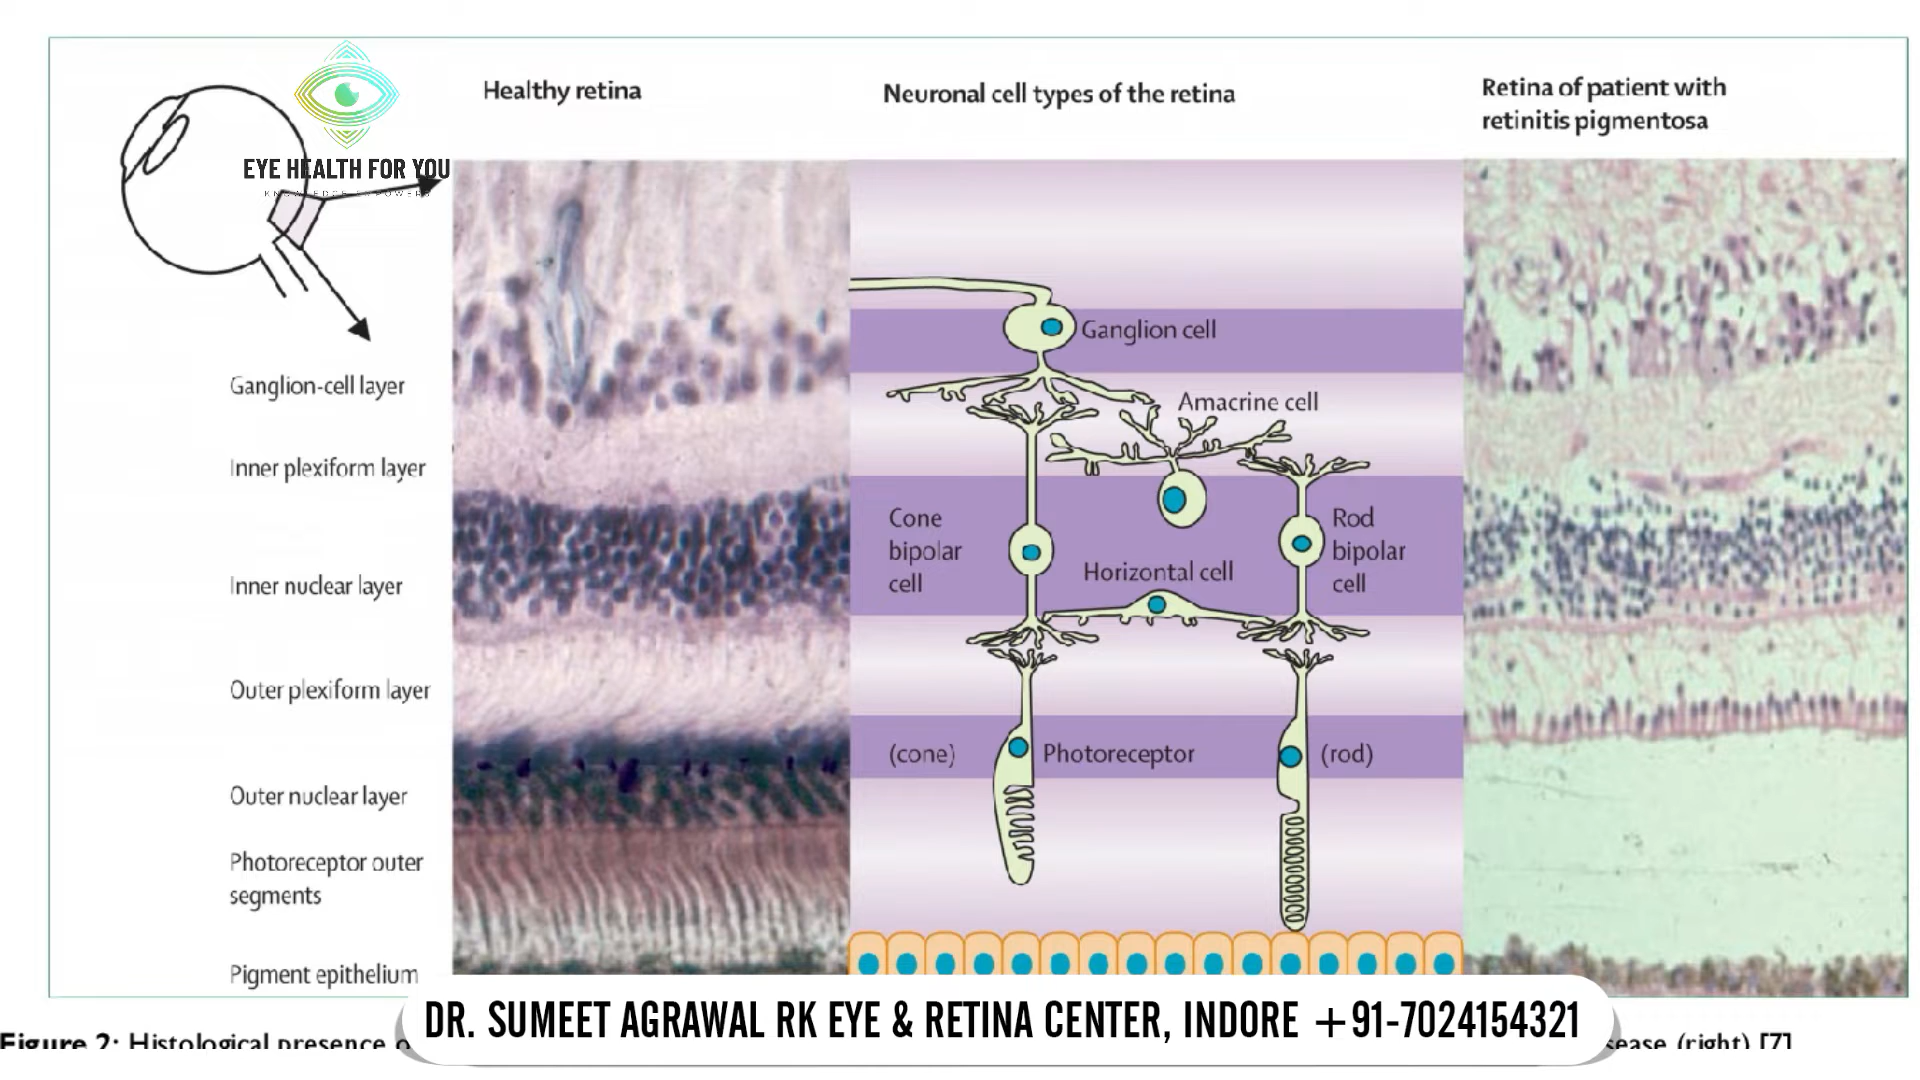 EYE HEALTH FOR YOU
KNOWLEDGE EMPOWERS
Healthy retina
Neuronal cell types of the retina
Retina of patient with
retinitis pigmentosa
Ganglion-cell layer
Inner plexiform layer
Inner nuclear layer
Outer plexiform layer
Outer nuclear layer
Photoreceptor outer
segments
Pigment epithelium
Ganglion cell
Amacrine cell
Cone
bipolar
cell
Horizontal cell
Rod
bipolar
cell
(cone)
Photoreceptor
(rod)
DR. SUMEET AGRAWAL RK EYE & RETINA CENTER, INDORE +91-7024154321
Figure 2: Histological presence (right) [7]